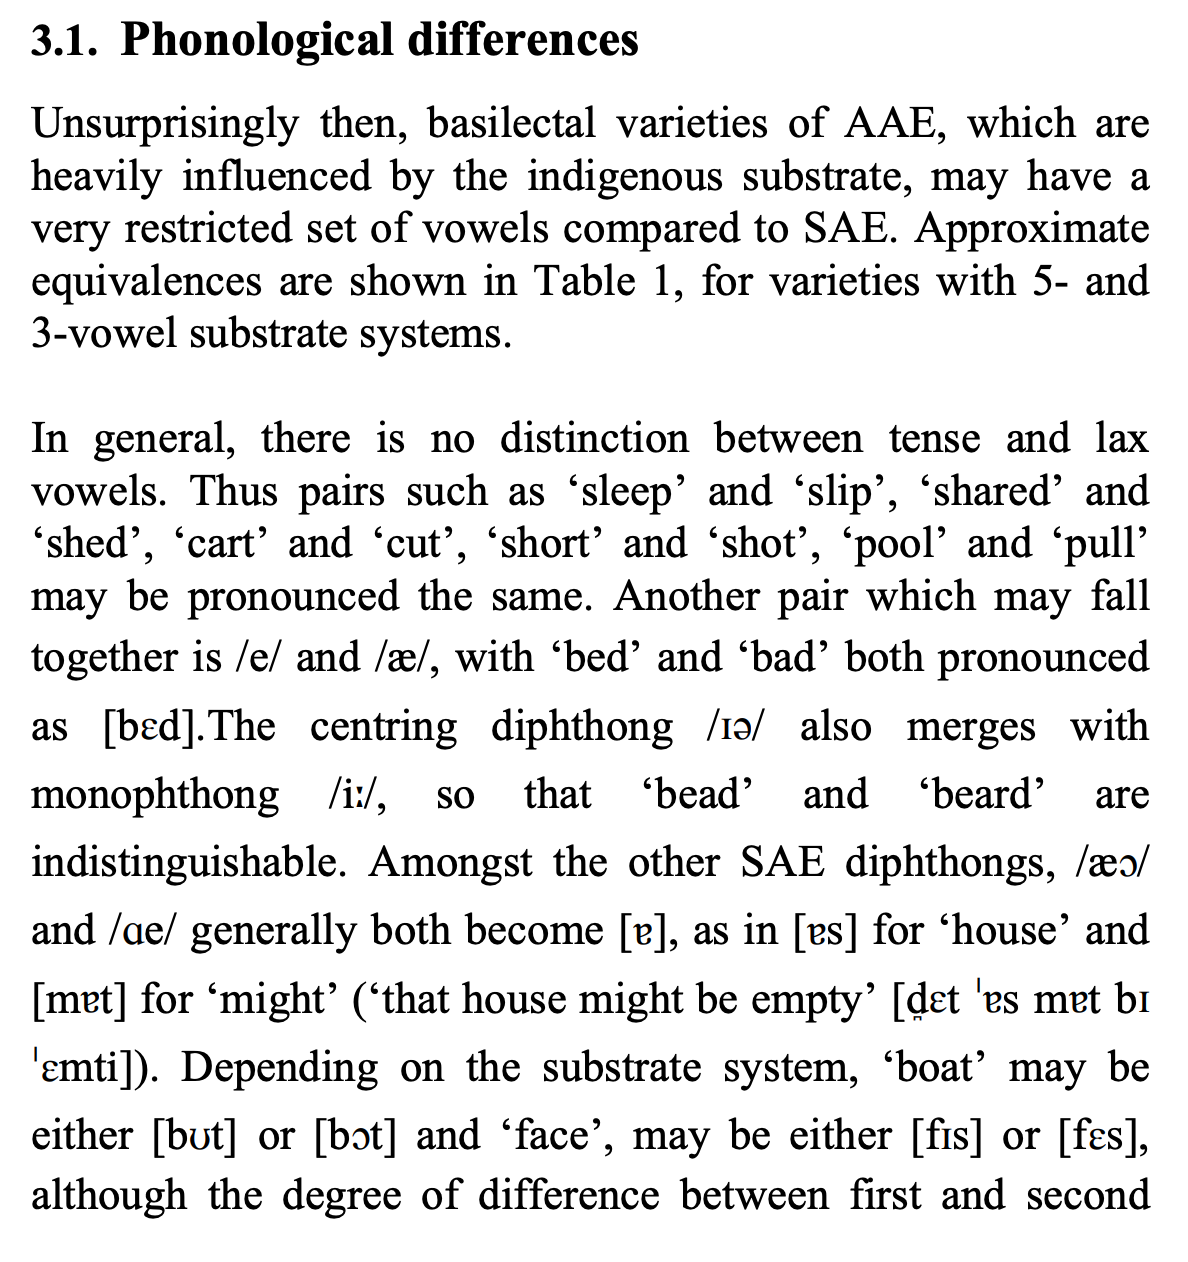 3.1. Phonological differences
Unsurprisingly then, basilectal varieties of AAE, which are
heavily influenced by the indigenous substrate, may have a
very restricted set of vowels compared to SAE. Approximate
equivalences are shown in Table 1, for varieties with 5- and
3-vowel substrate systems.
In general, there is no distinction between tense and lax
vowels. Thus pairs such as ‘sleep’ and ‘slip’, ‘shared’ and
‘shed’, ‘cart’ and ‘cut’, ‘short’ and ‘shot’, ‘pool’ and ‘pull’
may be pronounced the same. Another pair which may fall
together is /e/ and /æ/, with ‘bed’ and ‘bad’ both pronounced
as [bɛd].The centring diphthong /ɪə/ also merges with
monophthong /iː/, so that ‘bead’ and ‘beard’ are
indistinguishable. Amongst the other SAE diphthongs, /æɔ/
and /ɑe/ generally both become [ɐ], as in [ɐs] for ‘house’ and
[mɐt] for ‘might’ (‘that house might be empty’ [d̪ɛt ˈɐs mɐt bɪ
ˈɛmti]). Depending on the substrate system, ‘boat’ may be
either [bʊt] or [bɔt] and ‘face’, may be either [fɪs] or [fɛs],
although the degree of difference between first and second